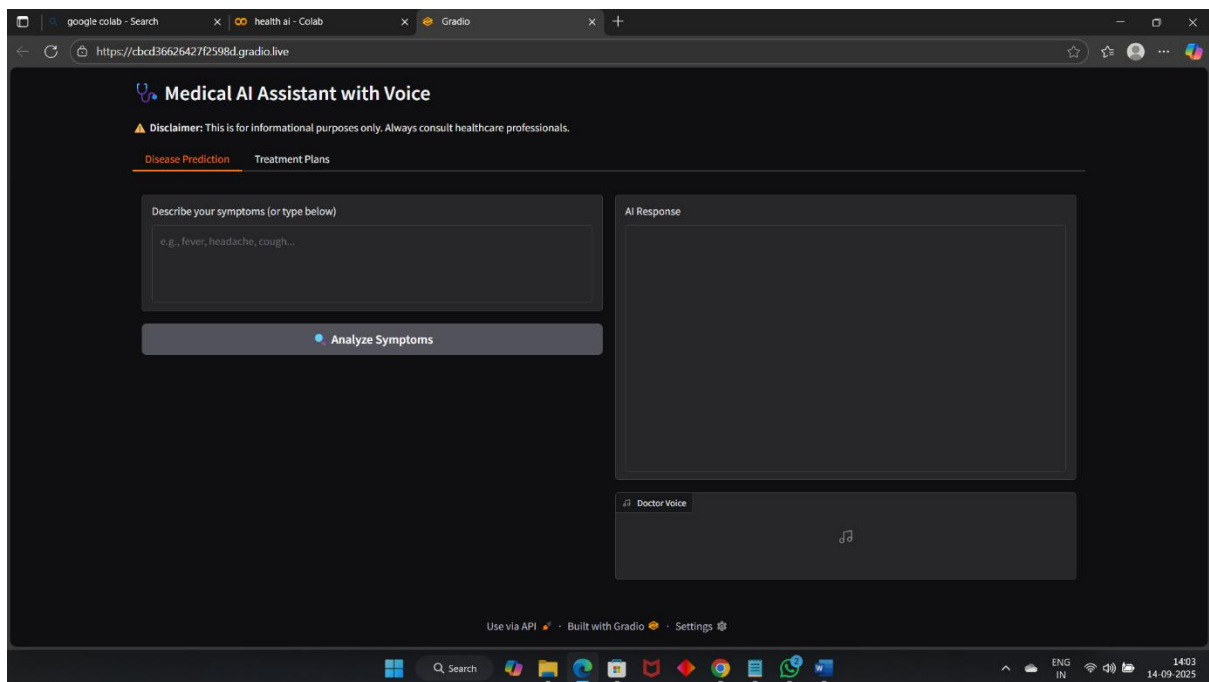 google colab - Search
health ai - Colab
Gradio
https://cbcd36626427f2598d.gradio.live
Medical AI Assistant with Voice
Disclaimer: This is for informational purposes only. Always consult healthcare professionals.
Disease Prediction
Treatment Plans
Describe your symptoms (or type below)
e.g., fever, headache, cough...
Analyze Symptoms
AI Response
Doctor Voice
Use via API · Built with Gradio · Settings
Search
2
W
ENG
IN
14:03
14-09-2025